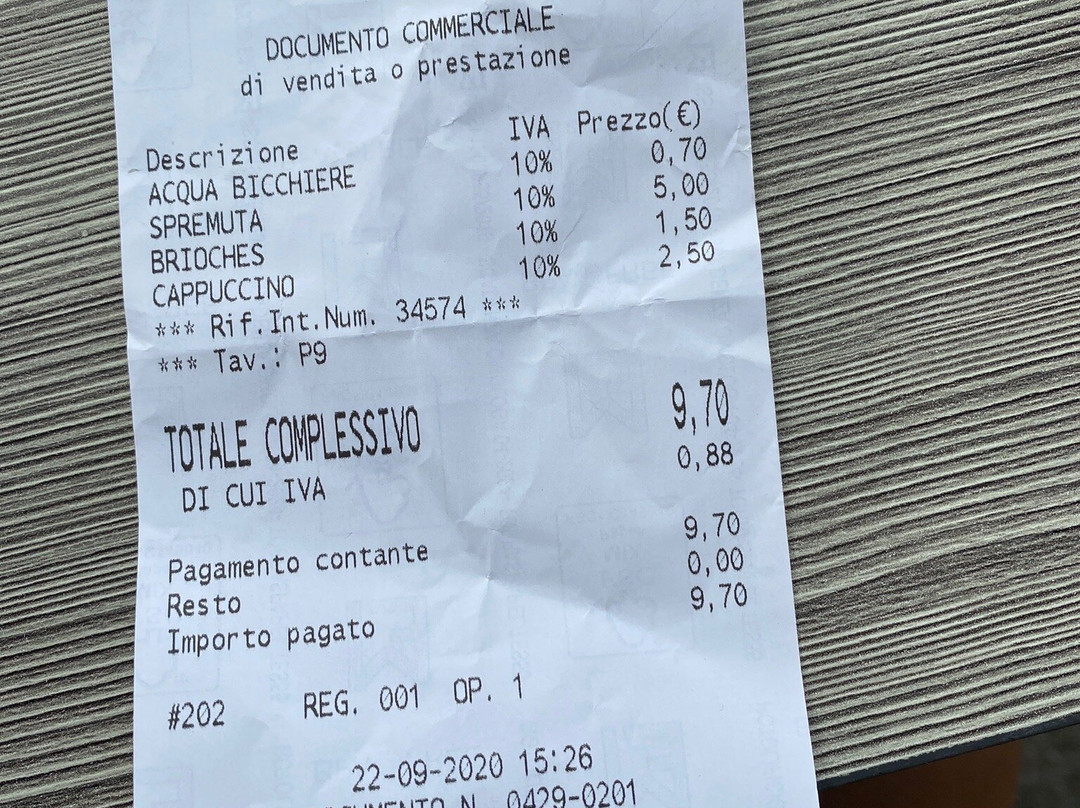 DOCUMENTO COMMERCIALE
di vendita o prestazione
Descrizione IVA Prezzo(€)
ACQUA BICCHIERE 10% 0,70
SPREMUTA 10% 5,00
BRIOCHES 10% 1,50
CAPPUCCINO 10% 2,50
*** Rif.Int.Num. 34574 ***
*** Tav.: P9
TOTALE COMPLESSIVO 9,70
DI CUI IVA 0,88
Pagamento contante 9,70
Resto 0,00
Importo pagato 9,70
#202 REG. 001 OP. 1
22-09-2020 15:26
DOCUMENTO N. 0429-0201